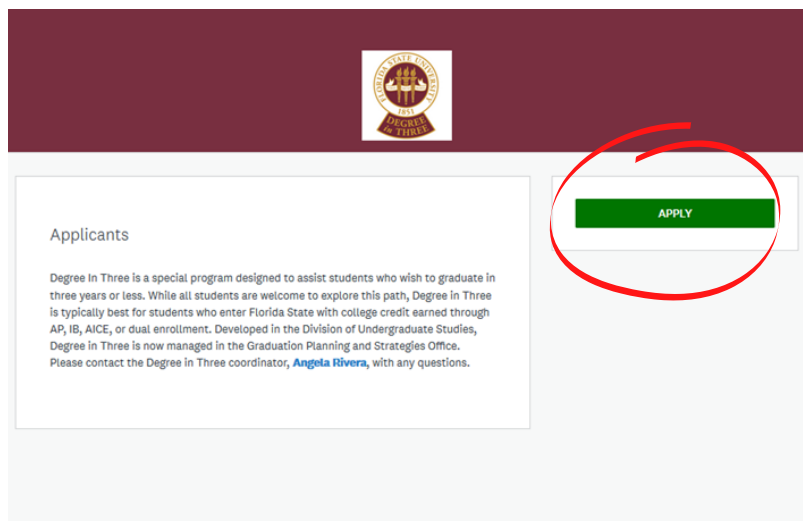 FLORIDA STATE UNIVERSITY
1851
DEGREE
in THREE
APPLY
Applicants
Degree In Three is a special program designed to assist students who wish to graduate in
three years or less. While all students are welcome to explore this path, Degree in Three
is typically best for students who enter Florida State with college credit earned through
AP, IB, AICE, or dual enrollment. Developed in the Division of Undergraduate Studies,
Degree in Three is now managed in the Graduation Planning and Strategies Office.
Please contact the Degree in Three coordinator, Angela Rivera, with any questions.